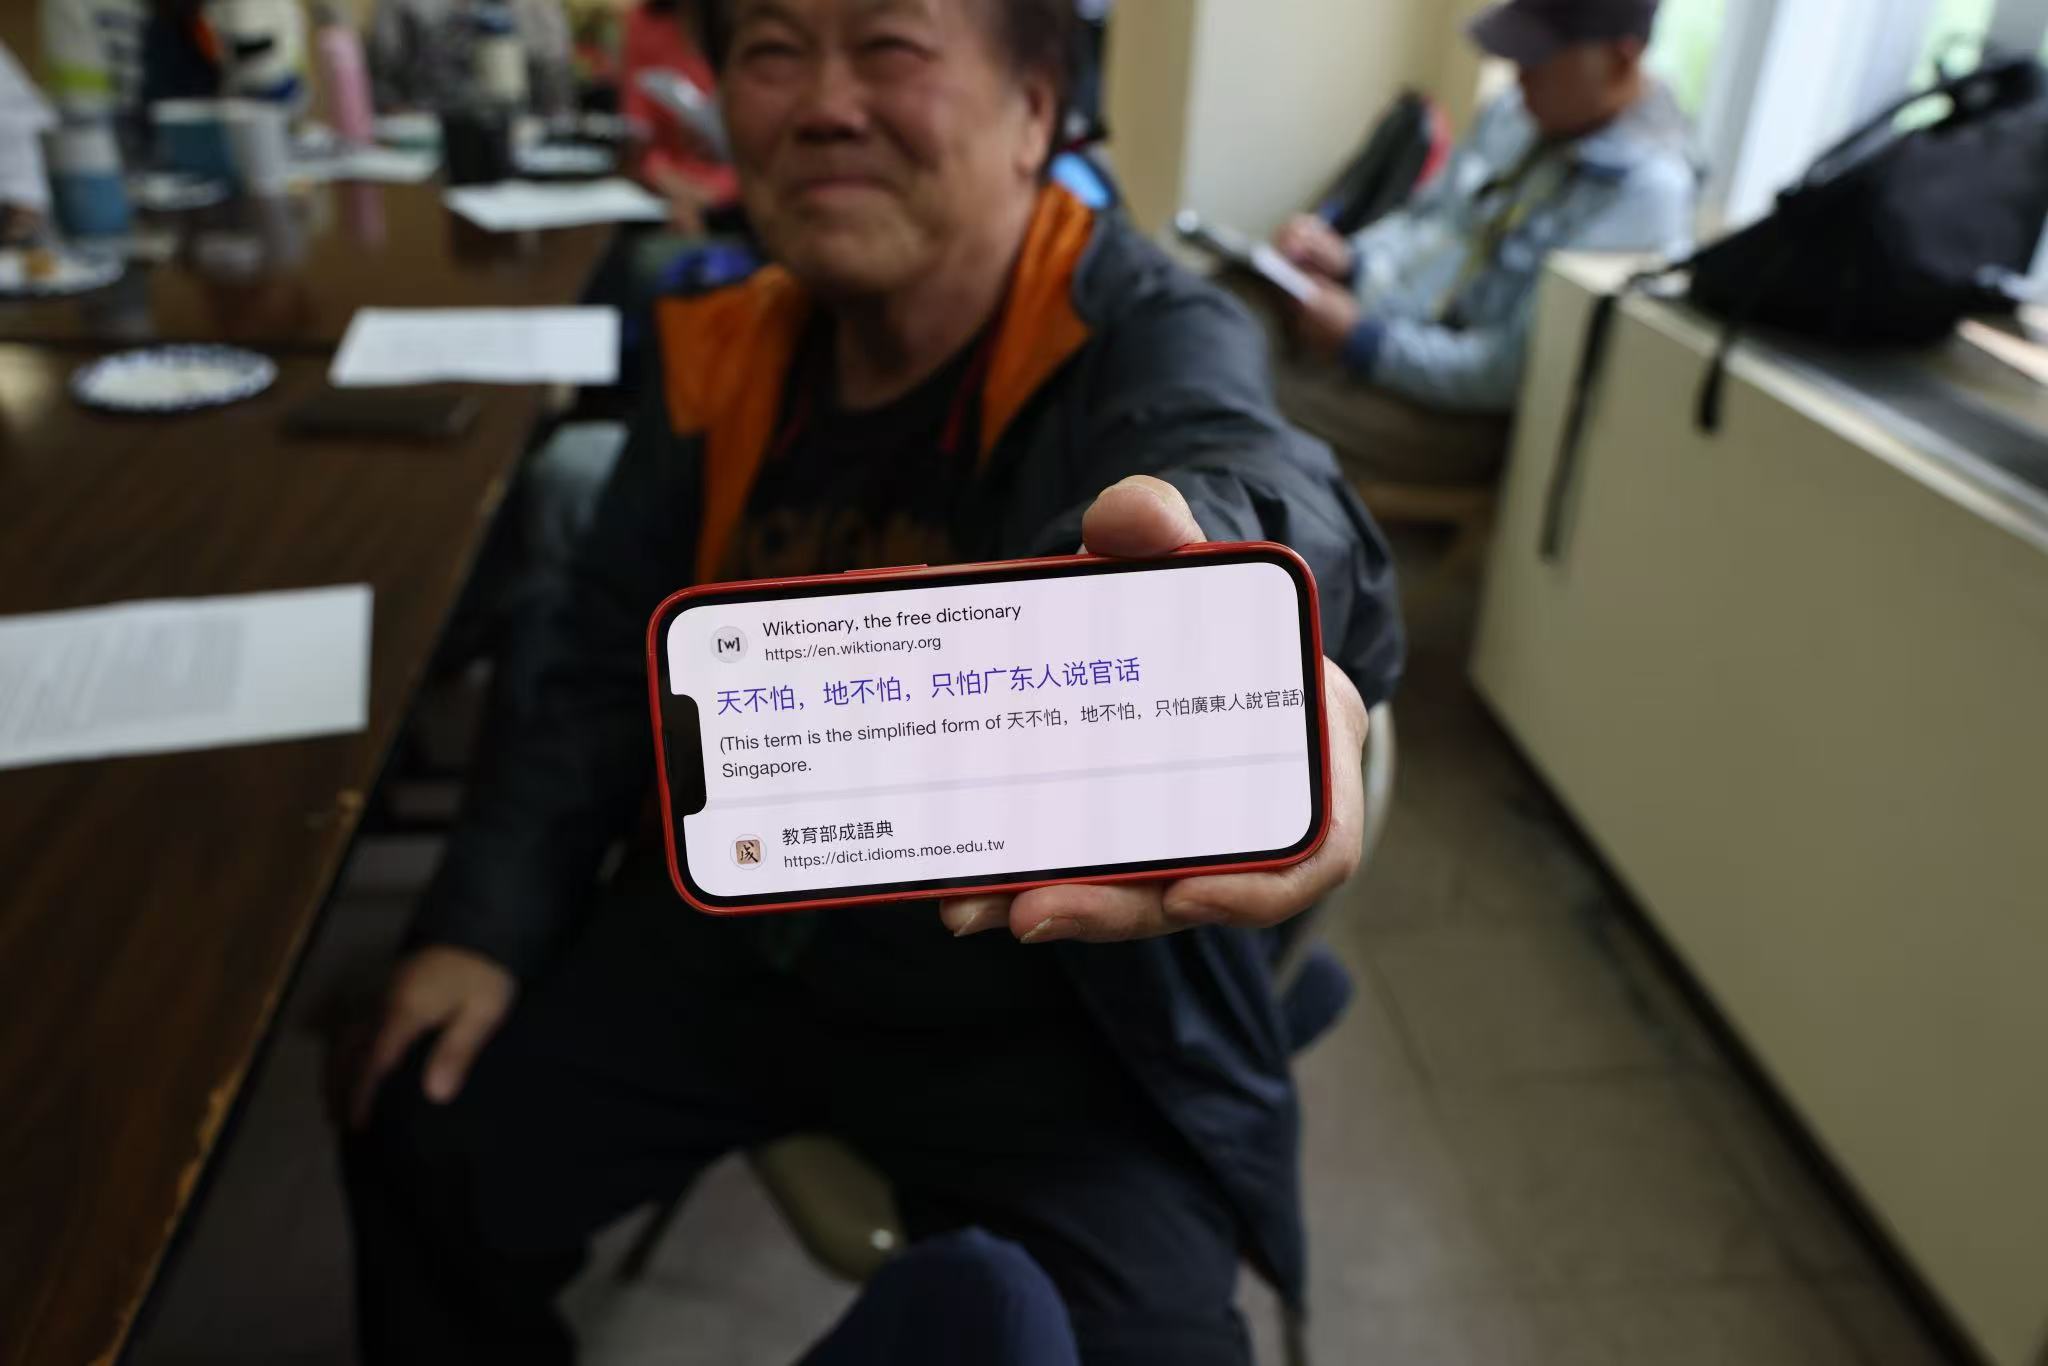 [w]
Wiktionary, the free dictionary
https://en.wiktionary.org
天不怕，地不怕，只怕广东人说官话
(This term is the simplified form of 天不怕，地不怕，只怕廣東人說官話)
Singapore.
成
教育部成語典
https://dict.idioms.moe.edu.tw